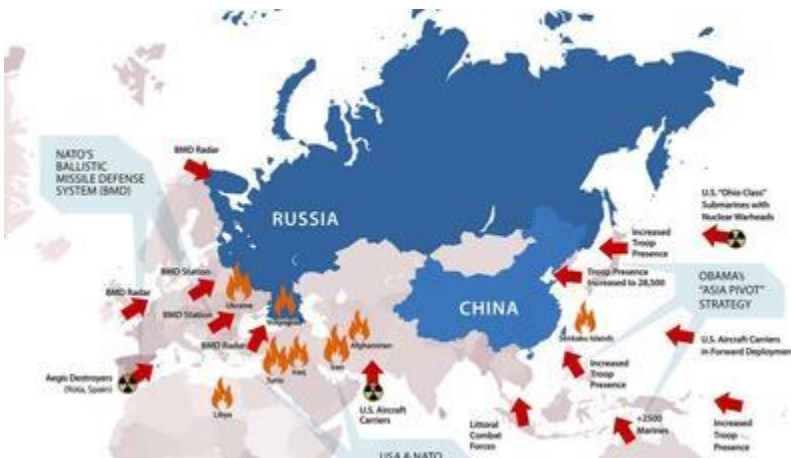 NATO'S
BALLISTIC
MISSILE DEFENSE
SYSTEM (BMD)
BMD Radar
RUSSIA
U.S. "Ohio Class"
Submarines with
Nuclear Warheads
Increased
Troop
Presence
BMD Station
Ukraine
Troop Presence
Increased to 28,500
OBAMA'S
"ASIA PIVOT"
STRATEGY
BMD Radar
BMD Station
CHINA
Senkaku Islands
U.S. Aircraft Carriers
in Forward Deploymen
BMD Radar
Afghanistan
Iran
Iraq
Syria
Aegis Destroyers
(Rota, Spain)
Increased
Troop
Presence
Libya
U.S. Aircraft
Carriers
Littoral
Combat
Forces
+2500
Marines
Increased
Troop
Presence
USA & NATO